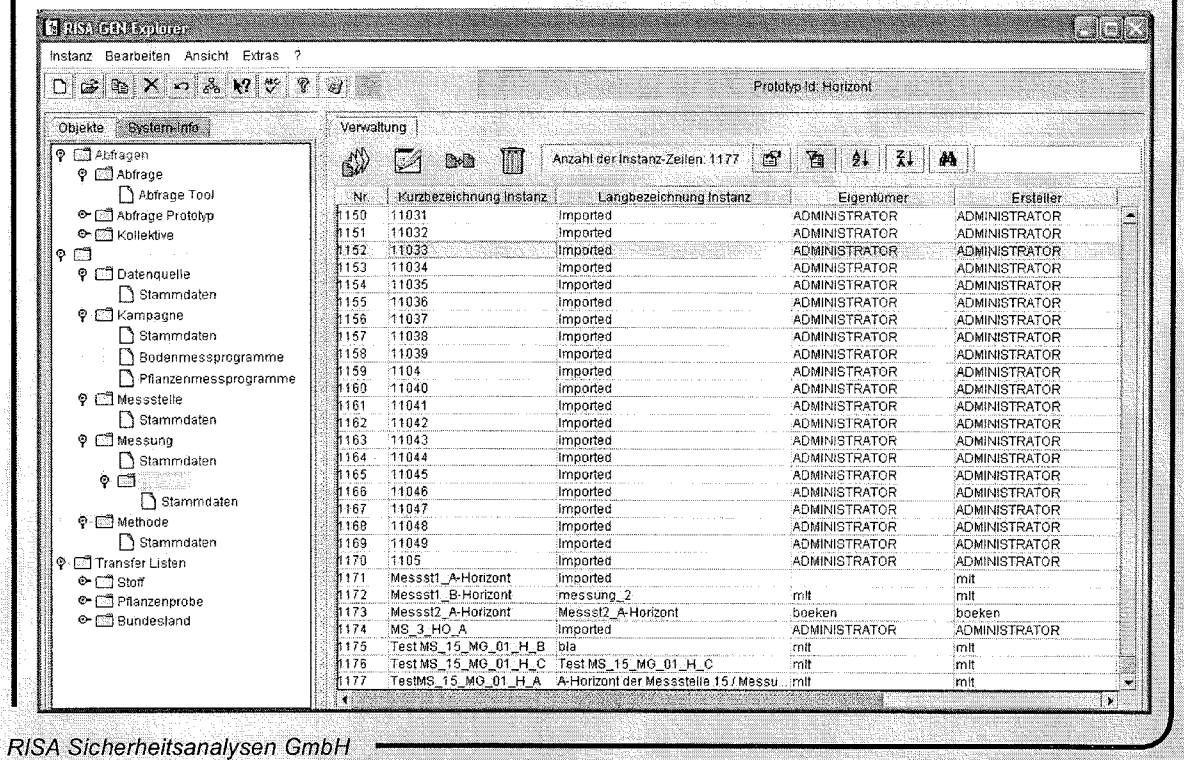 RISA-GEN Explorer
Instanz Bearbeiten Ansicht Extras ?
Prototyp Id: Horizont
Objekte System-Info
Abfragen
Abfrage
Abfrage Tool
Abfrage Prototyp
Kollektive
Datenquelle
Stammdaten
Kampagne
Stammdaten
Bodenmessprogramme
Pflanzenmessprogramme
Messstelle
Stammdaten
Messung
Stammdaten
Stammdaten
Methode
Stammdaten
Transfer Listen
Stoff
Pflanzenprobe
Bundesland
Verwaltung
Anzahl der Instanz-Zeilen: 1177
Nr Kurzbezeichnung Instanz Langbezeichnung Instanz Eigentümer Ersteller
1150 11031 Imported ADMINISTRATOR ADMINISTRATOR
1151 11032 Imported ADMINISTRATOR ADMINISTRATOR
1152 11033 Imported ADMINISTRATOR ADMINISTRATOR
1153 11034 Imported ADMINISTRATOR ADMINISTRATOR
1154 11035 Imported ADMINISTRATOR ADMINISTRATOR
1155 11036 Imported ADMINISTRATOR ADMINISTRATOR
1156 11037 Imported ADMINISTRATOR ADMINISTRATOR
1157 11038 Imported ADMINISTRATOR ADMINISTRATOR
1158 11039 Imported ADMINISTRATOR ADMINISTRATOR
1159 1104 Imported ADMINISTRATOR ADMINISTRATOR
1160 11040 Imported ADMINISTRATOR ADMINISTRATOR
1161 11041 Imported ADMINISTRATOR ADMINISTRATOR
1162 11042 Imported ADMINISTRATOR ADMINISTRATOR
1163 11043 Imported ADMINISTRATOR ADMINISTRATOR
1164 11044 Imported ADMINISTRATOR ADMINISTRATOR
1165 11045 Imported ADMINISTRATOR ADMINISTRATOR
1166 11046 Imported ADMINISTRATOR ADMINISTRATOR
1167 11047 Imported ADMINISTRATOR ADMINISTRATOR
1168 11048 Imported ADMINISTRATOR ADMINISTRATOR
1169 11049 Imported ADMINISTRATOR ADMINISTRATOR
1170 1105 Imported ADMINISTRATOR ADMINISTRATOR
1171 Messst1_A-Horizont Imported mlt
1172 Messst1_B-Horizont messung_2 mlt mlt
1173 Messst2_A-Horizont Messst2_A-Horizont boeken boeken
1174 MS_3_HO_A Imported ADMINISTRATOR ADMINISTRATOR
1175 Test MS_15_MG_01_H_B bla mlt mlt
1176 Test MS_15_MG_01_H_C Test MS_15_MG_01_H_C mlt mlt
1177 TestMS_15_MG_01_H_A A-Horizont der Messstelle 15 / Messu... mlt mlt
RISA Sicherheitsanalysen GmbH